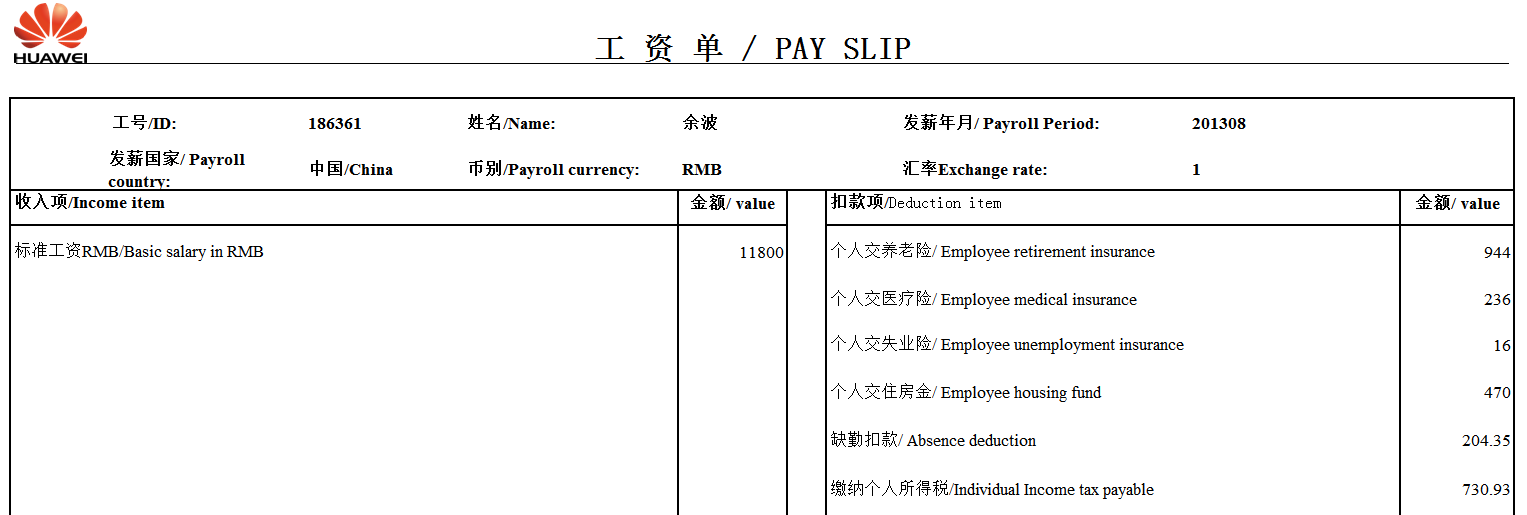 HUAWEI
工 资 单 / PAY SLIP
工号/ID: 186361 姓名/Name: 余波 发薪年月/ Payroll Period: 201308
发薪国家/ Payroll country: 中国/China 币别/Payroll currency: RMB 汇率Exchange rate: 1
收入项/Income item 金额/ value 扣款项/Deduction item 金额/ value
标准工资RMB/Basic salary in RMB 11800 个人交养老险/ Employee retirement insurance 944
个人交医疗险/ Employee medical insurance 236
个人交失业险/ Employee unemployment insurance 16
个人交住房金/ Employee housing fund 470
缺勤扣款/ Absence deduction 204.35
缴纳个人所得税/Individual Income tax payable 730.93